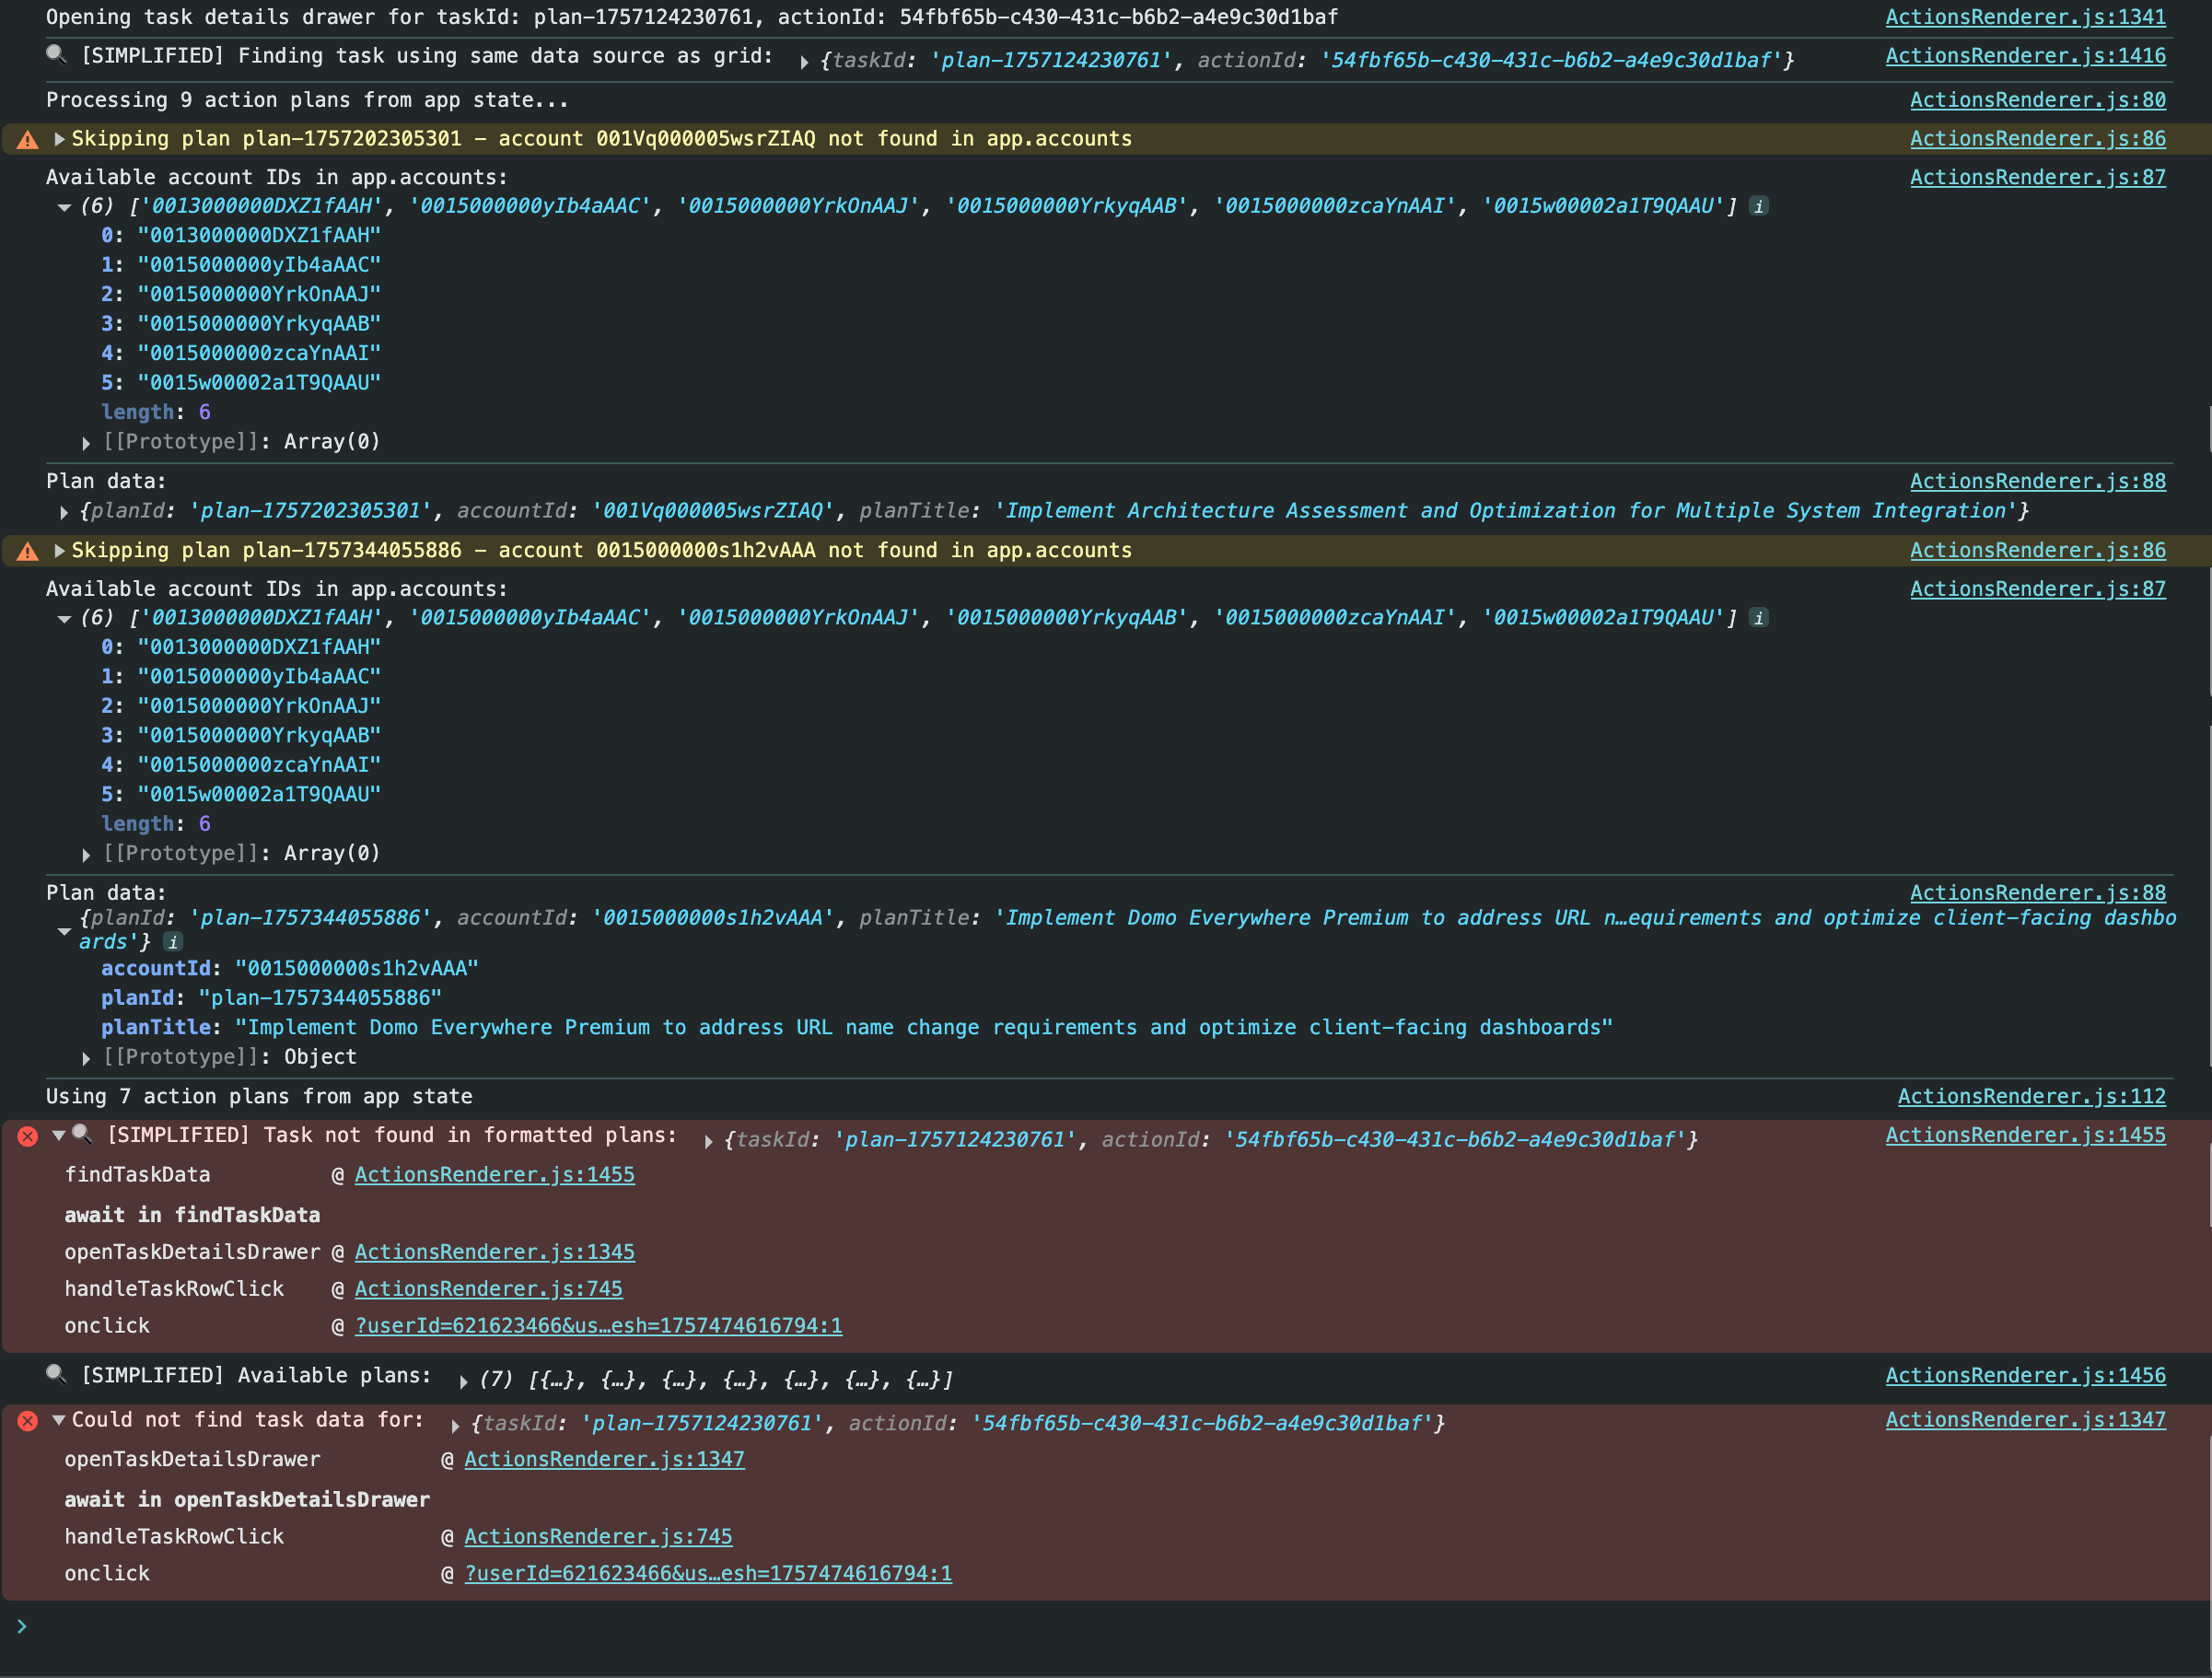 Opening task details drawer for taskId: plan-1757124230761, actionId: 54fbf65b-c430-431c-b6b2-a4e9c30d1baf ActionsRenderer.js:1341
[SIMPLIFIED] Finding task using same data source as grid: {taskId: 'plan-1757124230761', actionId: '54fbf65b-c430-431c-b6b2-a4e9c30d1baf'} ActionsRenderer.js:1416
Processing 9 action plans from app state... ActionsRenderer.js:80
Skipping plan plan-1757202305301 – account 001Vq000005wsrZIAQ not found in app.accounts ActionsRenderer.js:86
Available account IDs in app.accounts: ActionsRenderer.js:87
(6) ['0013000000DXZ1fAAH', '0015000000yIb4aAAC', '0015000000YrkOnAAJ', '0015000000YrkyqAAB', '0015000000zcaYnAAI', '0015w00002a1T9QAAU'] i
0: "0013000000DXZ1fAAH"
1: "0015000000yIb4aAAC"
2: "0015000000YrkOnAAJ"
3: "0015000000YrkyqAAB"
4: "0015000000zcaYnAAI"
5: "0015w00002a1T9QAAU"
length: 6
[[Prototype]]: Array(0)
Plan data: ActionsRenderer.js:88
{planId: 'plan-1757202305301', accountId: '001Vq000005wsrZIAQ', planTitle: 'Implement Architecture Assessment and Optimization for Multiple System Integration'}
Skipping plan plan-1757344055886 – account 0015000000s1h2vAAA not found in app.accounts ActionsRenderer.js:86
Available account IDs in app.accounts: ActionsRenderer.js:87
(6) ['0013000000DXZ1fAAH', '0015000000yIb4aAAC', '0015000000YrkOnAAJ', '0015000000YrkyqAAB', '0015000000zcaYnAAI', '0015w00002a1T9QAAU'] i
0: "0013000000DXZ1fAAH"
1: "0015000000yIb4aAAC"
2: "0015000000YrkOnAAJ"
3: "0015000000YrkyqAAB"
4: "0015000000zcaYnAAI"
5: "0015w00002a1T9QAAU"
length: 6
[[Prototype]]: Array(0)
Plan data: ActionsRenderer.js:88
{planId: 'plan-1757344055886', accountId: '0015000000s1h2vAAA', planTitle: 'Implement Domo Everywhere Premium to address URL n…equirements and optimize client-facing dashbo
ards'} i
accountId: "0015000000s1h2vAAA"
planId: "plan-1757344055886"
planTitle: "Implement Domo Everywhere Premium to address URL name change requirements and optimize client-facing dashboards"
[[Prototype]]: Object
Using 7 action plans from app state ActionsRenderer.js:112
[SIMPLIFIED] Task not found in formatted plans: {taskId: 'plan-1757124230761', actionId: '54fbf65b-c430-431c-b6b2-a4e9c30d1baf'} ActionsRenderer.js:1455
findTaskData @ ActionsRenderer.js:1455
await in findTaskData
openTaskDetailsDrawer @ ActionsRenderer.js:1345
handleTaskRowClick @ ActionsRenderer.js:745
onclick @ ?userId=621623466&us…esh=1757474616794:1
[SIMPLIFIED] Available plans: (7) [{…}, {…}, {…}, {…}, {…}, {…}, {…}] ActionsRenderer.js:1456
Could not find task data for: {taskId: 'plan-1757124230761', actionId: '54fbf65b-c430-431c-b6b2-a4e9c30d1baf'} ActionsRenderer.js:1347
openTaskDetailsDrawer @ ActionsRenderer.js:1347
await in openTaskDetailsDrawer
handleTaskRowClick @ ActionsRenderer.js:745
onclick @ ?userId=621623466&us…esh=1757474616794:1